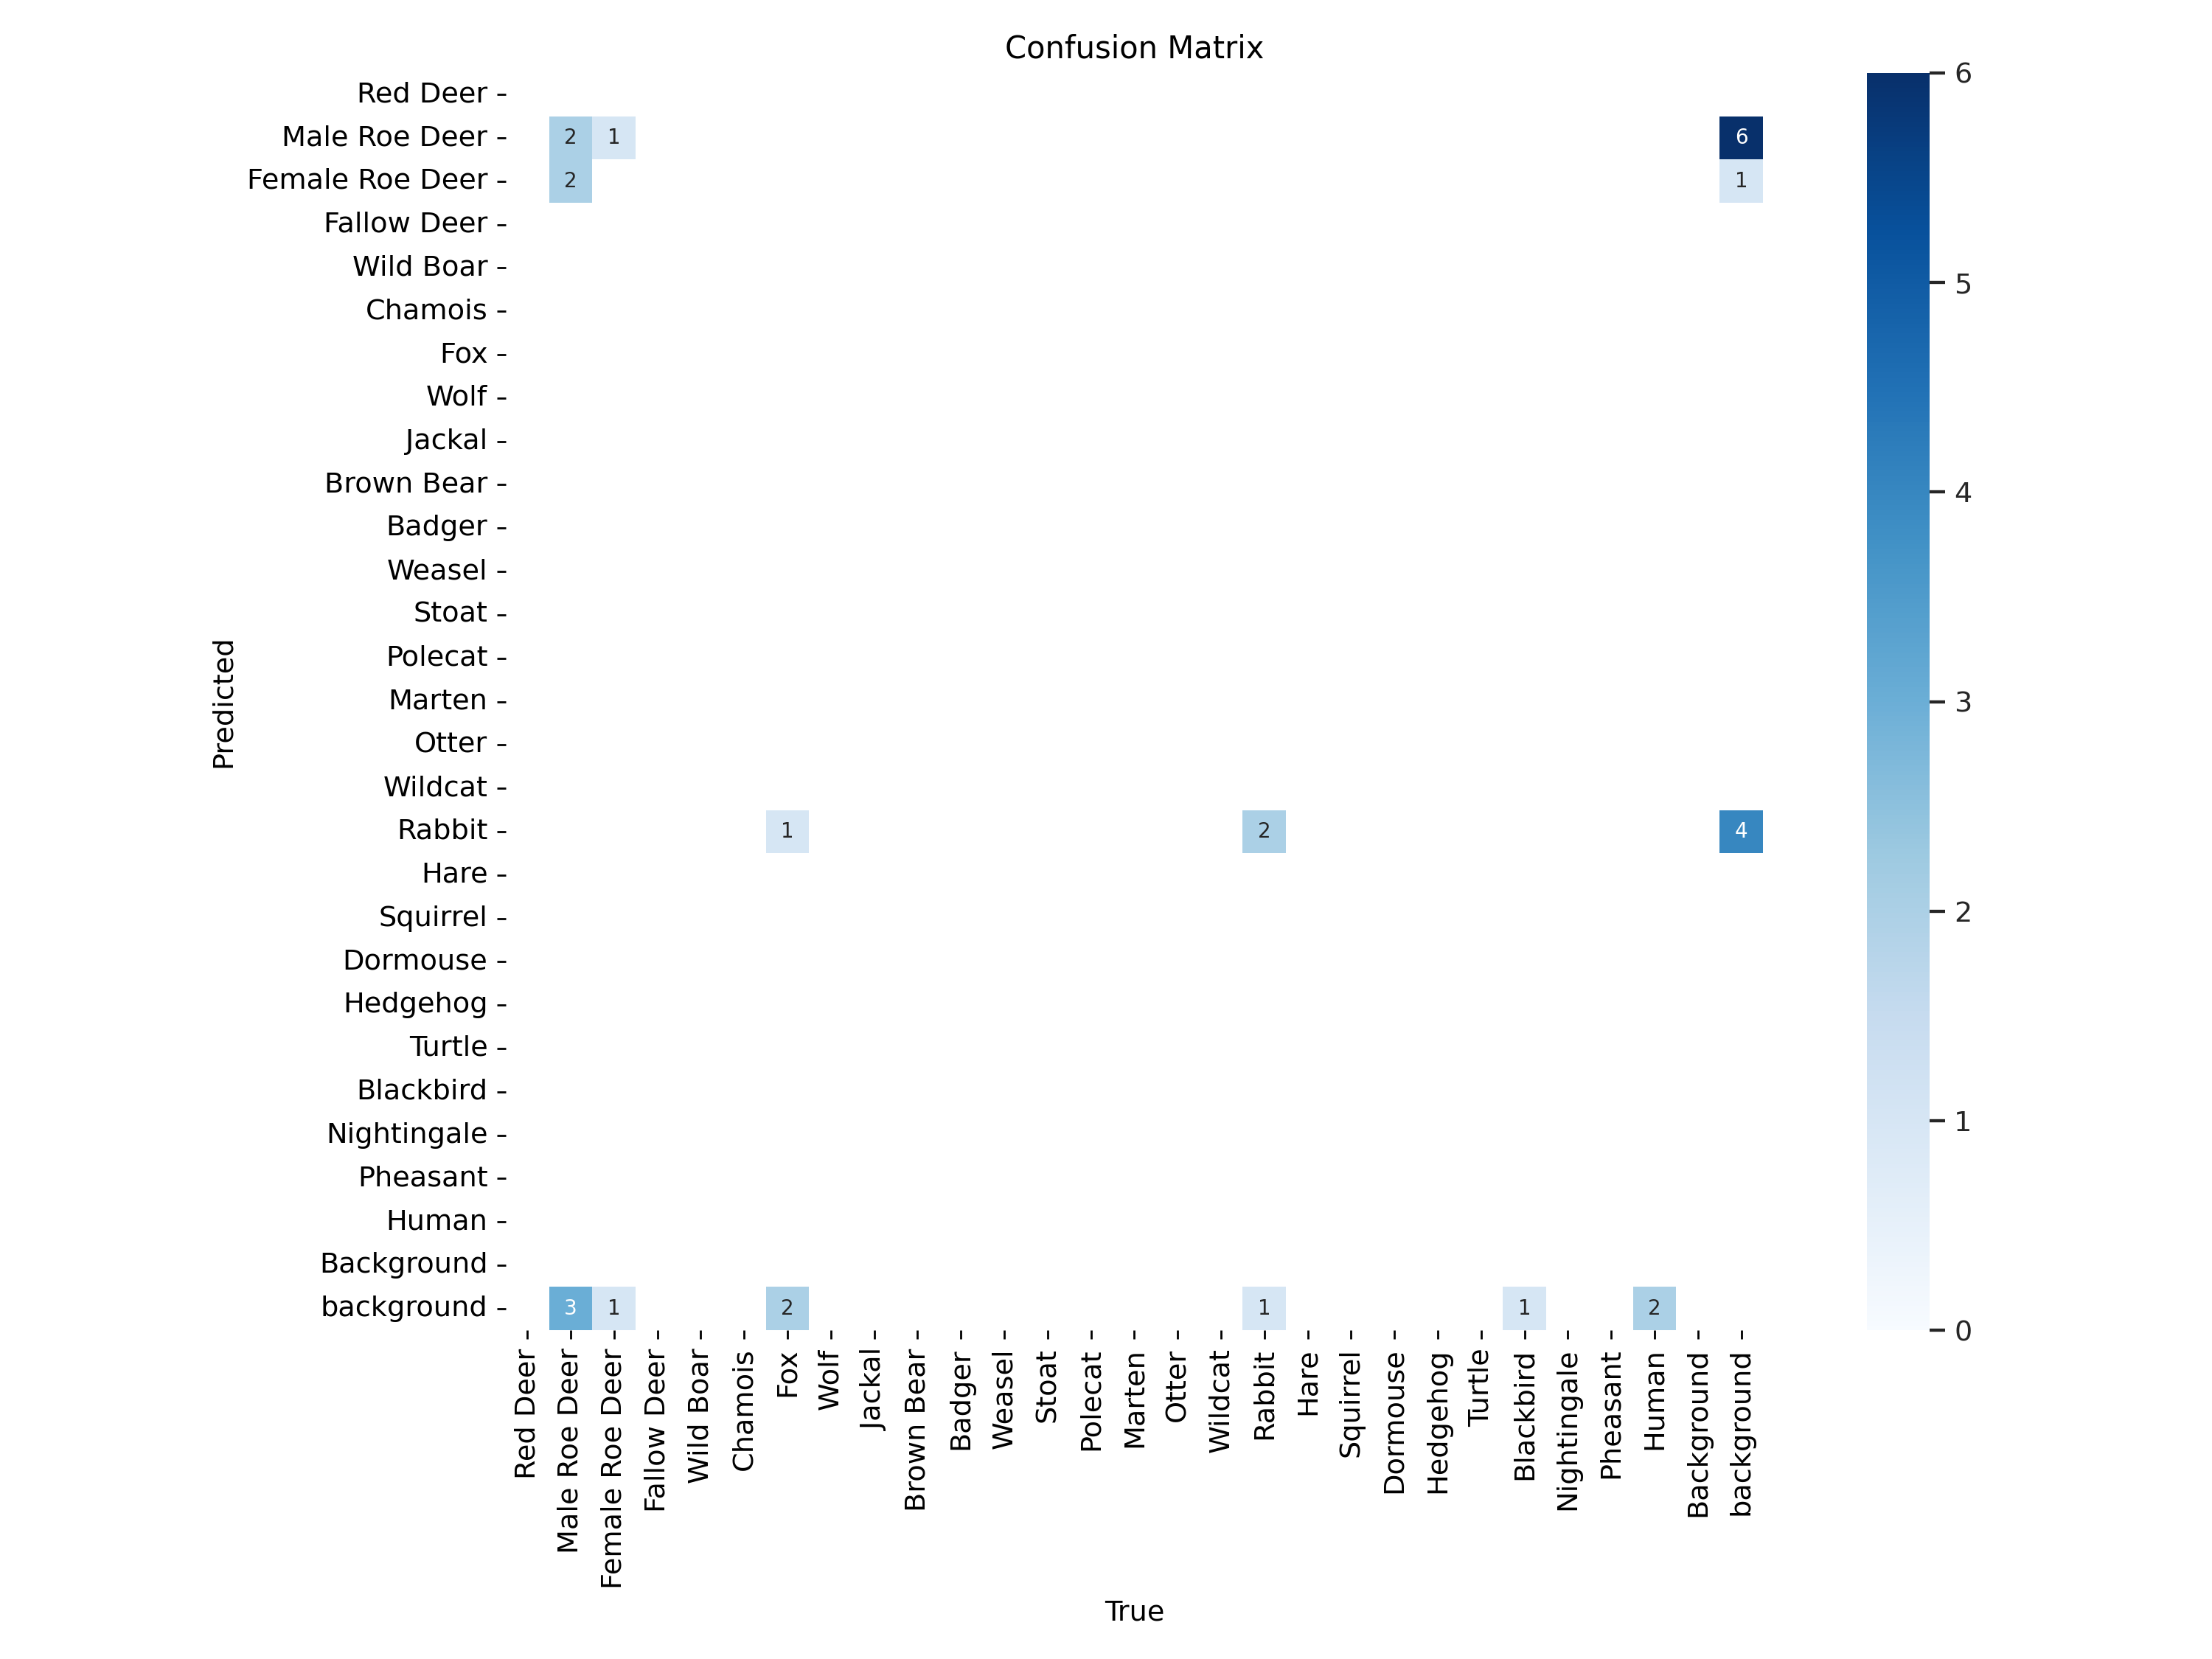 Confusion Matrix
Red Deer
Male Roe Deer 2 1 6
Female Roe Deer 2 1
Fallow Deer
Wild Boar
Chamois
Fox
Wolf
Jackal
Brown Bear
Badger
Weasel
Stoat
Polecat
Marten
Otter
Wildcat
Rabbit 1 2 4
Hare
Squirrel
Dormouse
Hedgehog
Turtle
Blackbird
Nightingale
Pheasant
Human
Background
background 3 1 2 1 1 2
Predicted
Red Deer
Male Roe Deer
Female Roe Deer
Fallow Deer
Wild Boar
Chamois
Fox
Wolf
Jackal
Brown Bear
Badger
Weasel
Stoat
Polecat
Marten
Otter
Wildcat
Rabbit
Hare
Squirrel
Dormouse
Hedgehog
Turtle
Blackbird
Nightingale
Pheasant
Human
Background
background
True
6
5
4
3
2
1
0